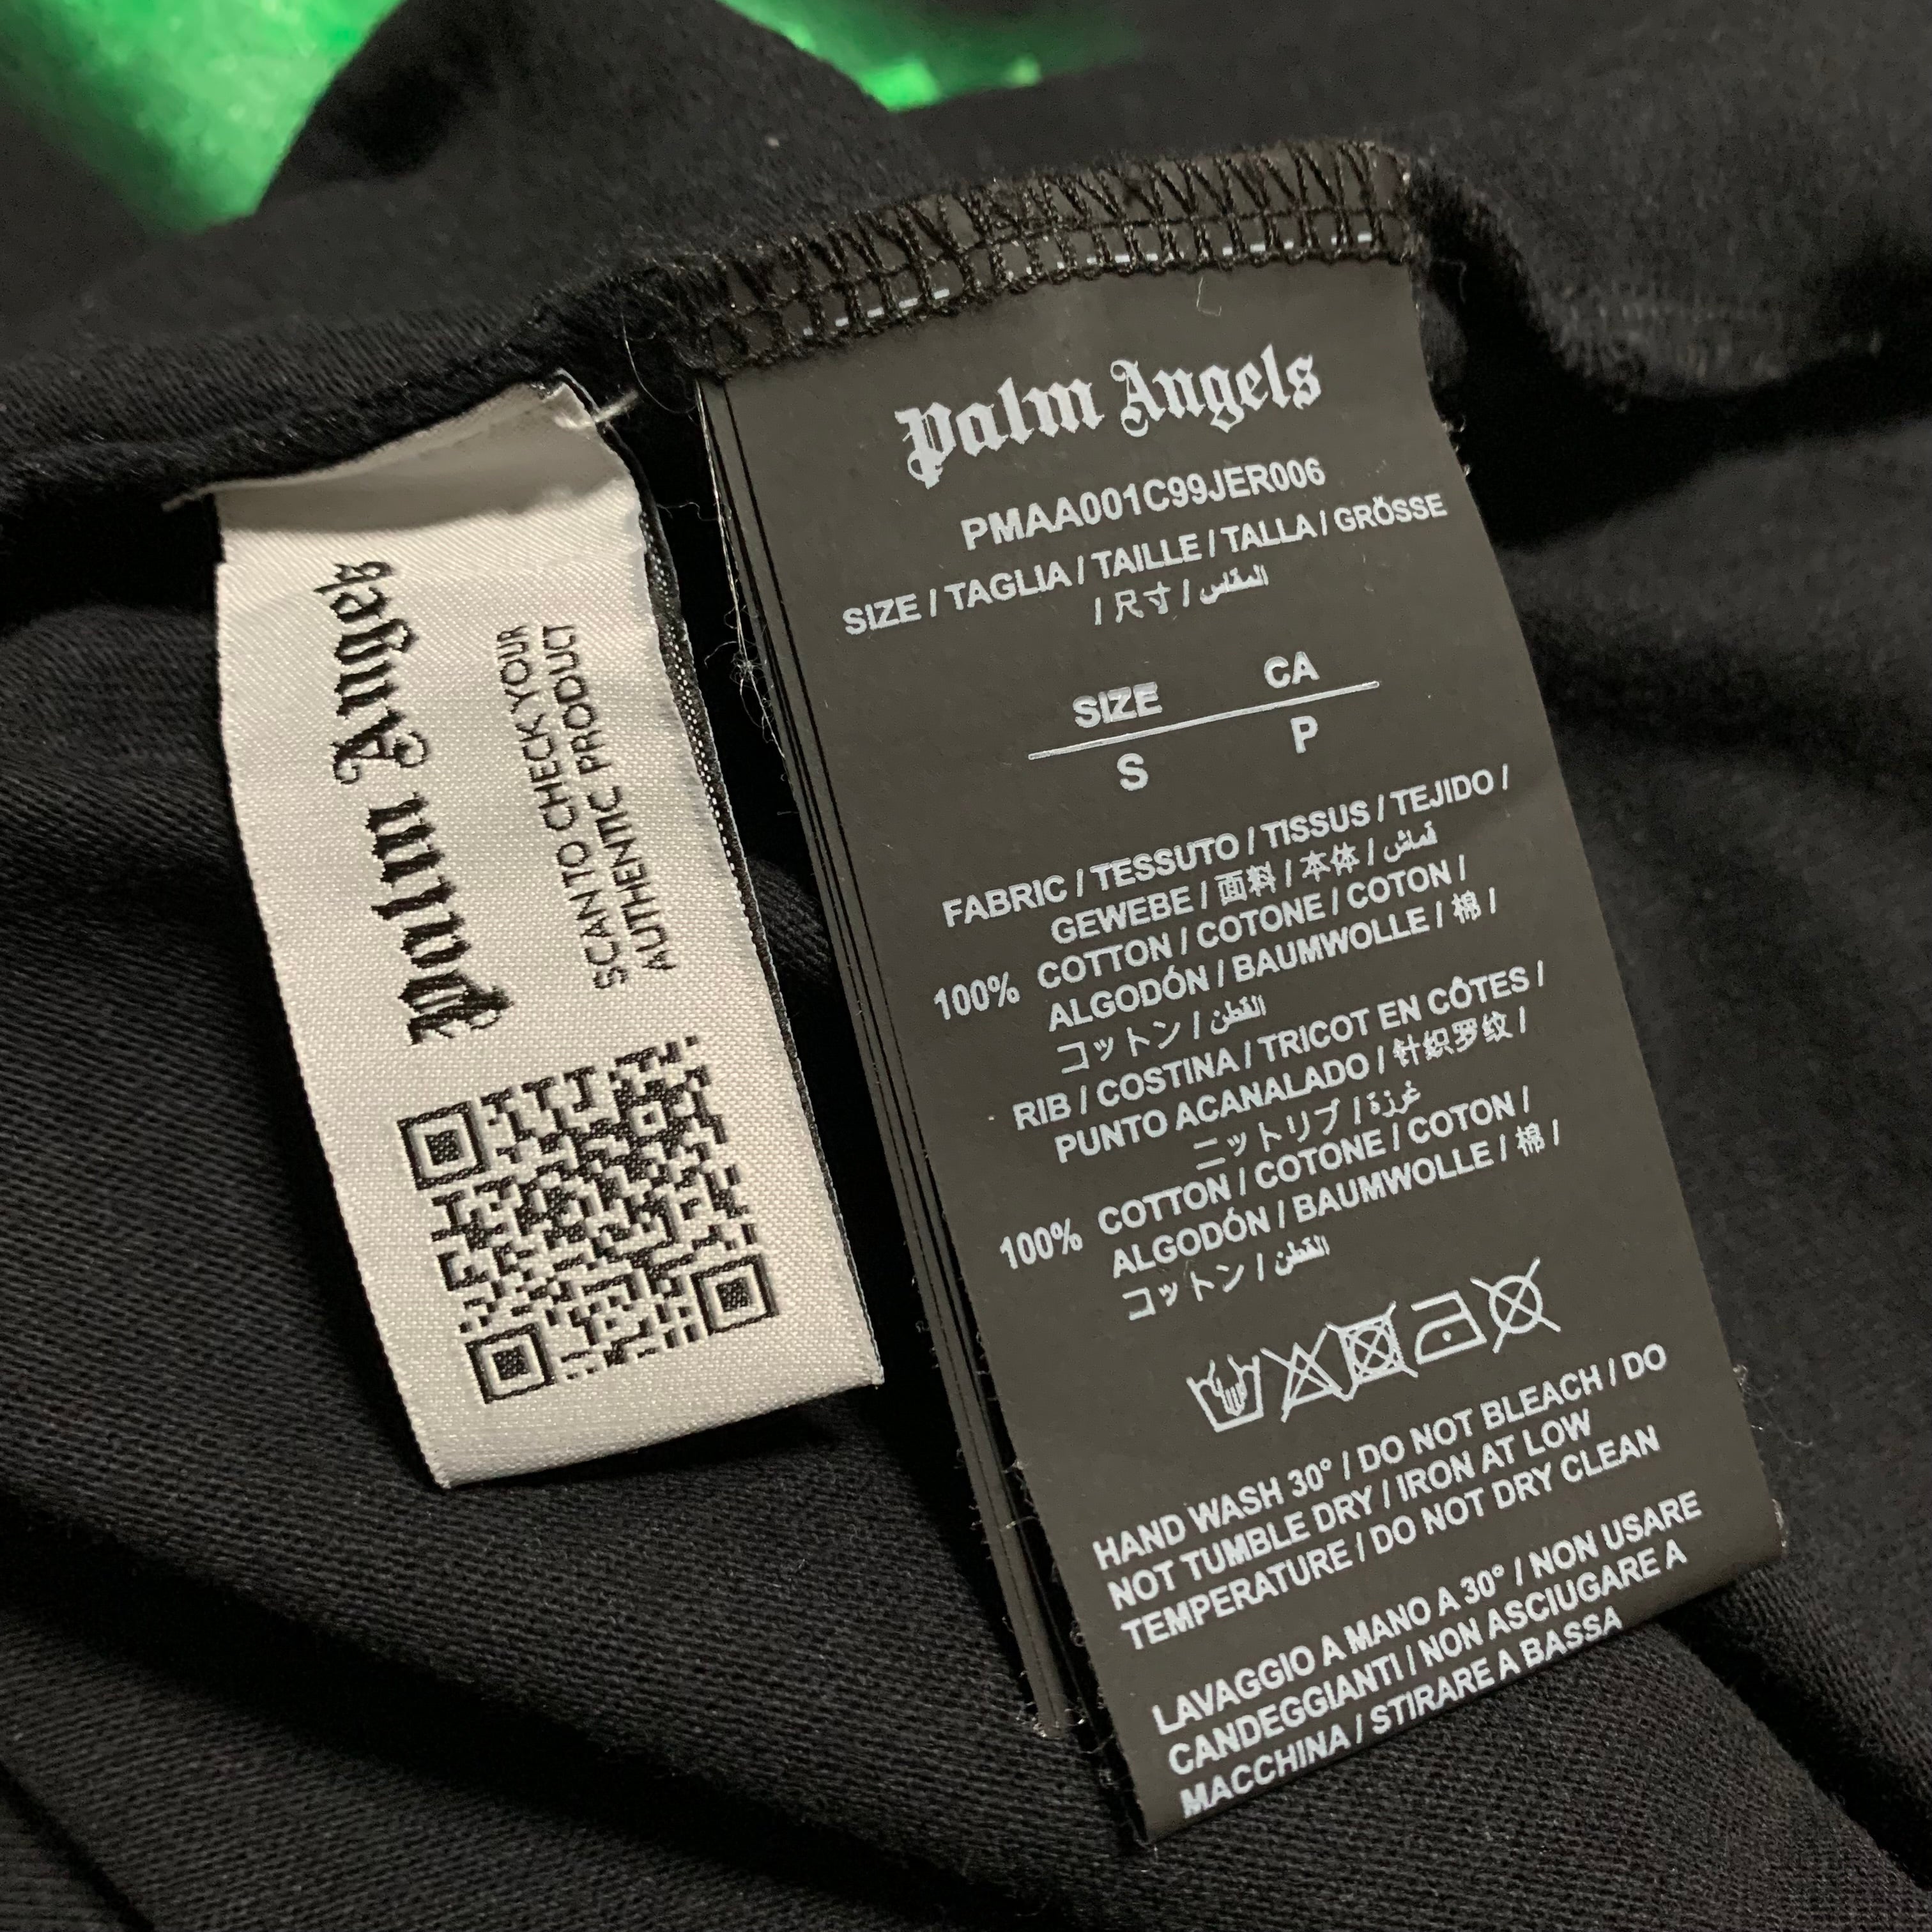 Palm Angels
SCAN TO CHECK YOUR
AUTHENTIC PRODUCT
Palm Angels
PMAA001C99JER006
SIZE / TAGLIA / TAILLE / TALLA / GRÖSSE
/ 尺寸 / المقاس
SIZE CA
S P
FABRIC / TESSUTO / TISSUS / TEJIDO /
GEWEBE / 面料 / 本体 / قماش
100% COTTON / COTONE / COTON /
ALGODÓN / BAUMWOLLE / 棉 /
コットン / القطن
RIB / COSTINA / TRICOT EN CÔTES /
PUNTO ACANALADO / 针织罗纹 /
ニットリブ / غرزة
100% COTTON / COTONE / COTON /
ALGODÓN / BAUMWOLLE / 棉 /
コットン / القطن
HAND WASH 30° / DO NOT BLEACH / DO
NOT TUMBLE DRY / IRON AT LOW
TEMPERATURE / DO NOT DRY CLEAN
LAVAGGIO A MANO A 30° / NON USARE
CANDEGGIANTI / NON ASCIUGARE A
MACCHINA / STIRARE A BASSA